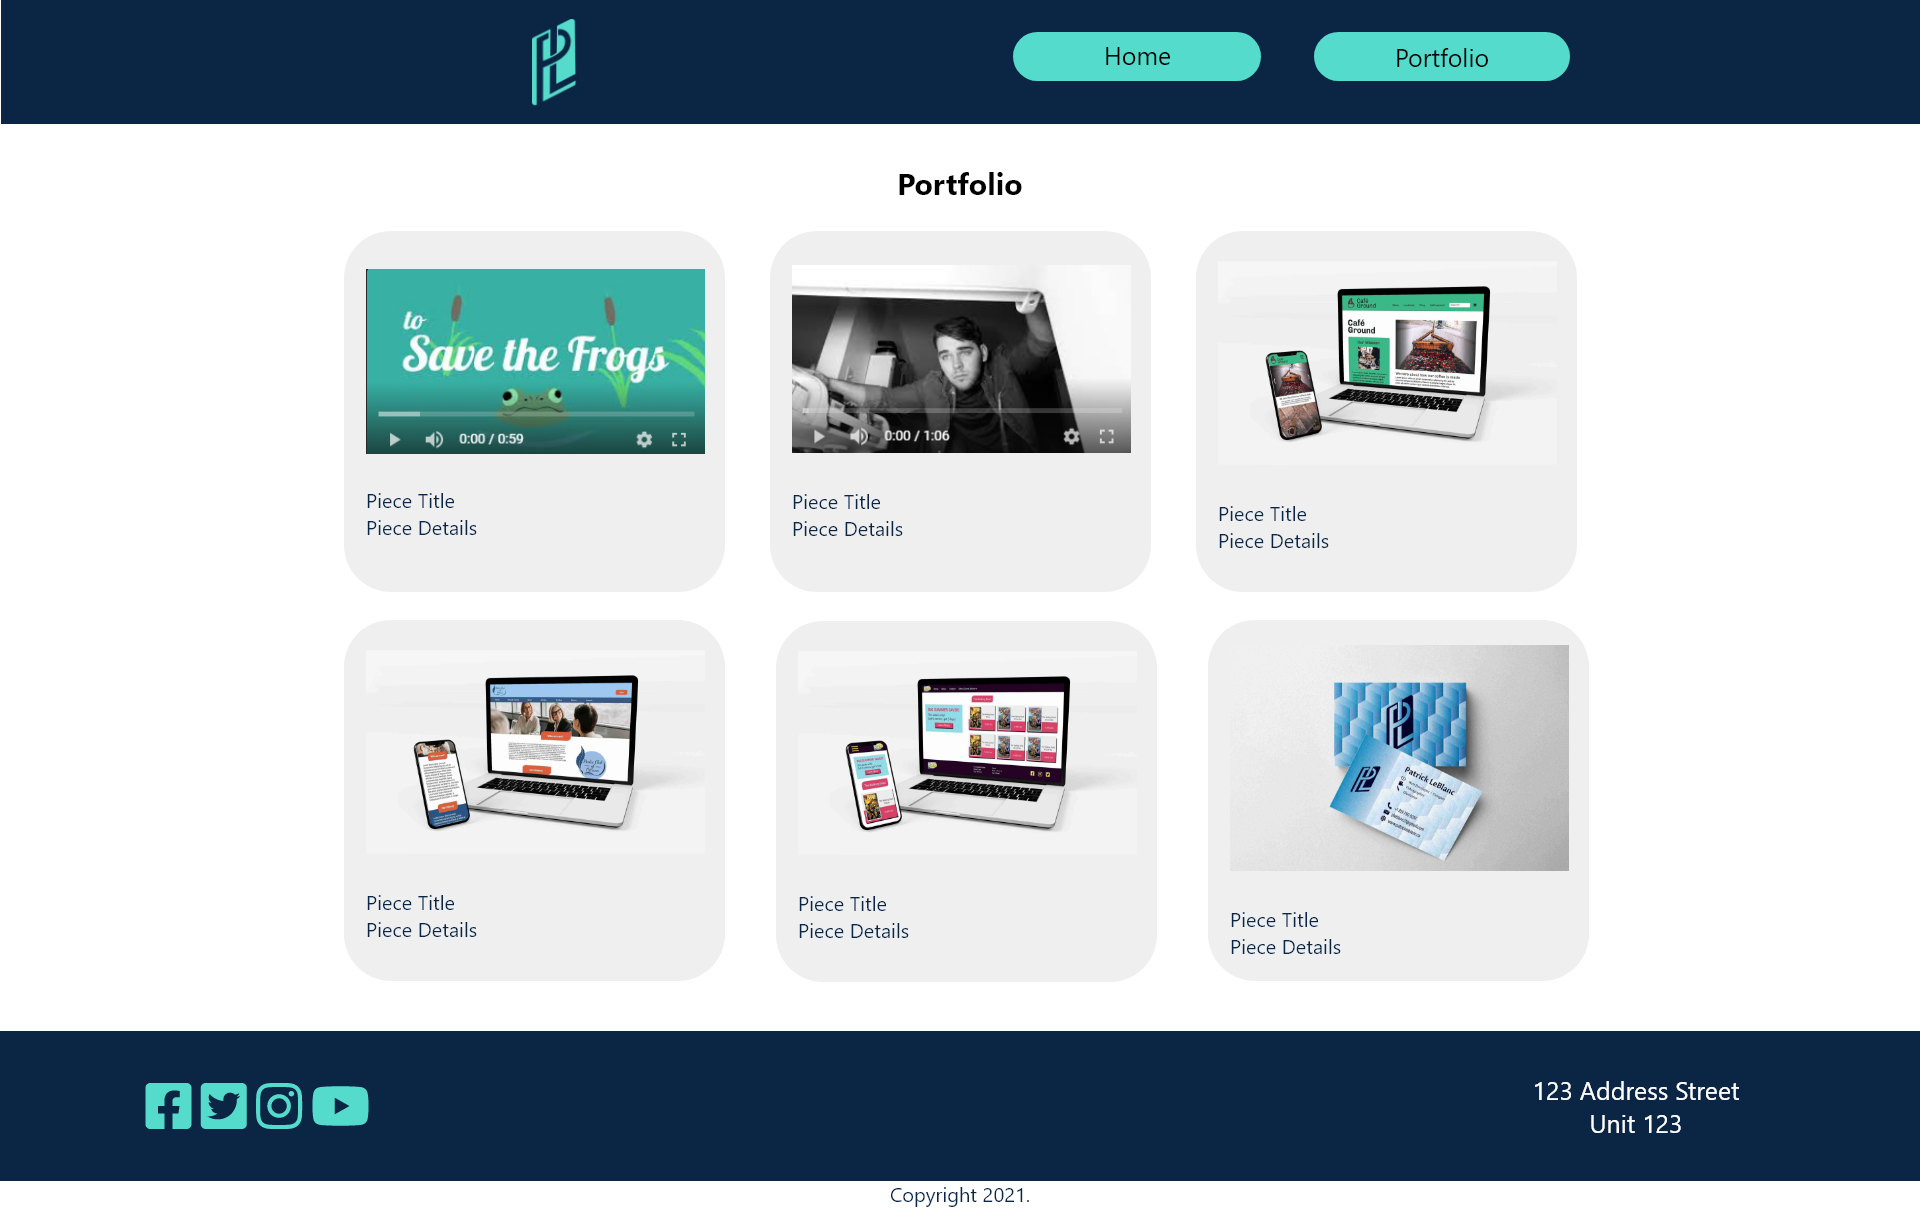 Home
Portfolio
Portfolio
to
Save the Frogs
0:00 / 0:59
0:00 / 1:06
Café
Ground
Café
Ground
Piece Title
Piece Details
Piece Title
Piece Details
Piece Title
Piece Details
Patrick LeBlanc
Piece Title
Piece Details
Piece Title
Piece Details
Piece Title
Piece Details
123 Address Street
Unit 123
Copyright 2021.